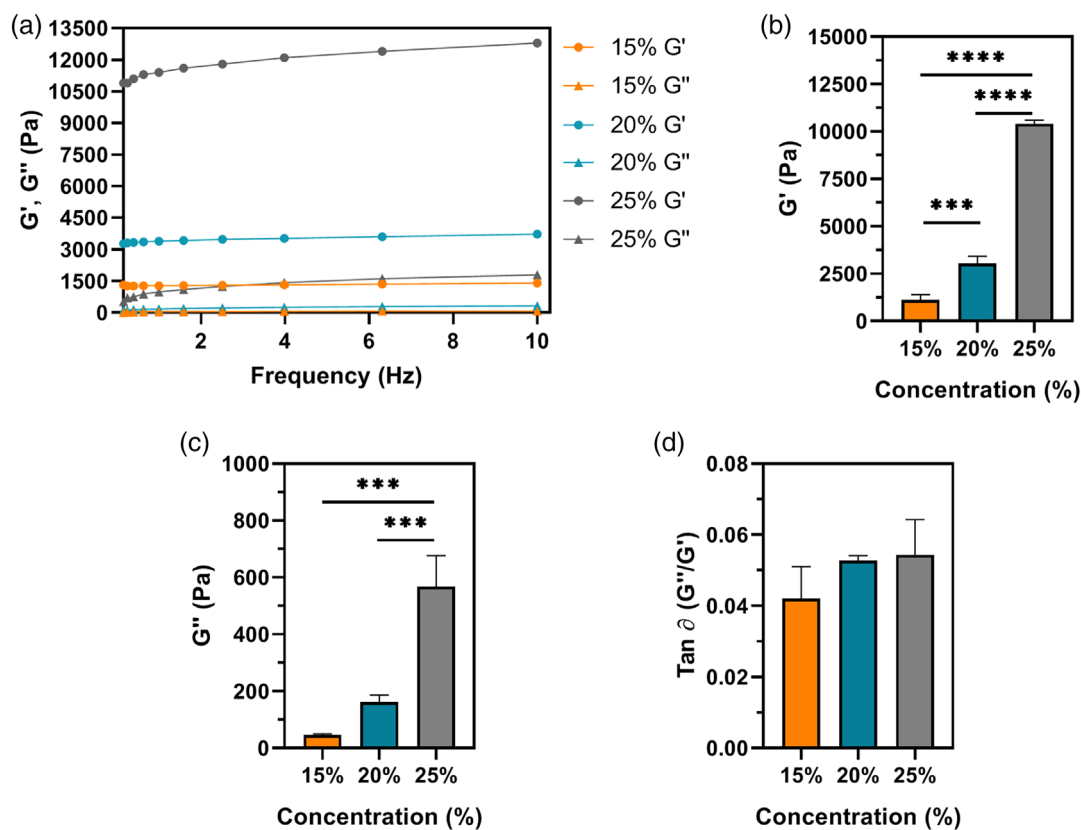 (a)
13500
12000
10500
9000
7500
6000
4500
3000
1500
0
G', G'' (Pa)
2 4 6 8 10
Frequency (Hz)
15% G'
15% G''
20% G'
20% G''
25% G'
25% G''
(b)
15000
12500
10000
7500
5000
2500
0
G' (Pa)
****
****
***
15% 20% 25%
Concentration (%)
(c)
1000
800
600
400
200
0
G'' (Pa)
***
***
15% 20% 25%
Concentration (%)
(d)
0.08
0.06
0.04
0.02
0.00
Tan ∂ (G''/G')
15% 20% 25%
Concentration (%)